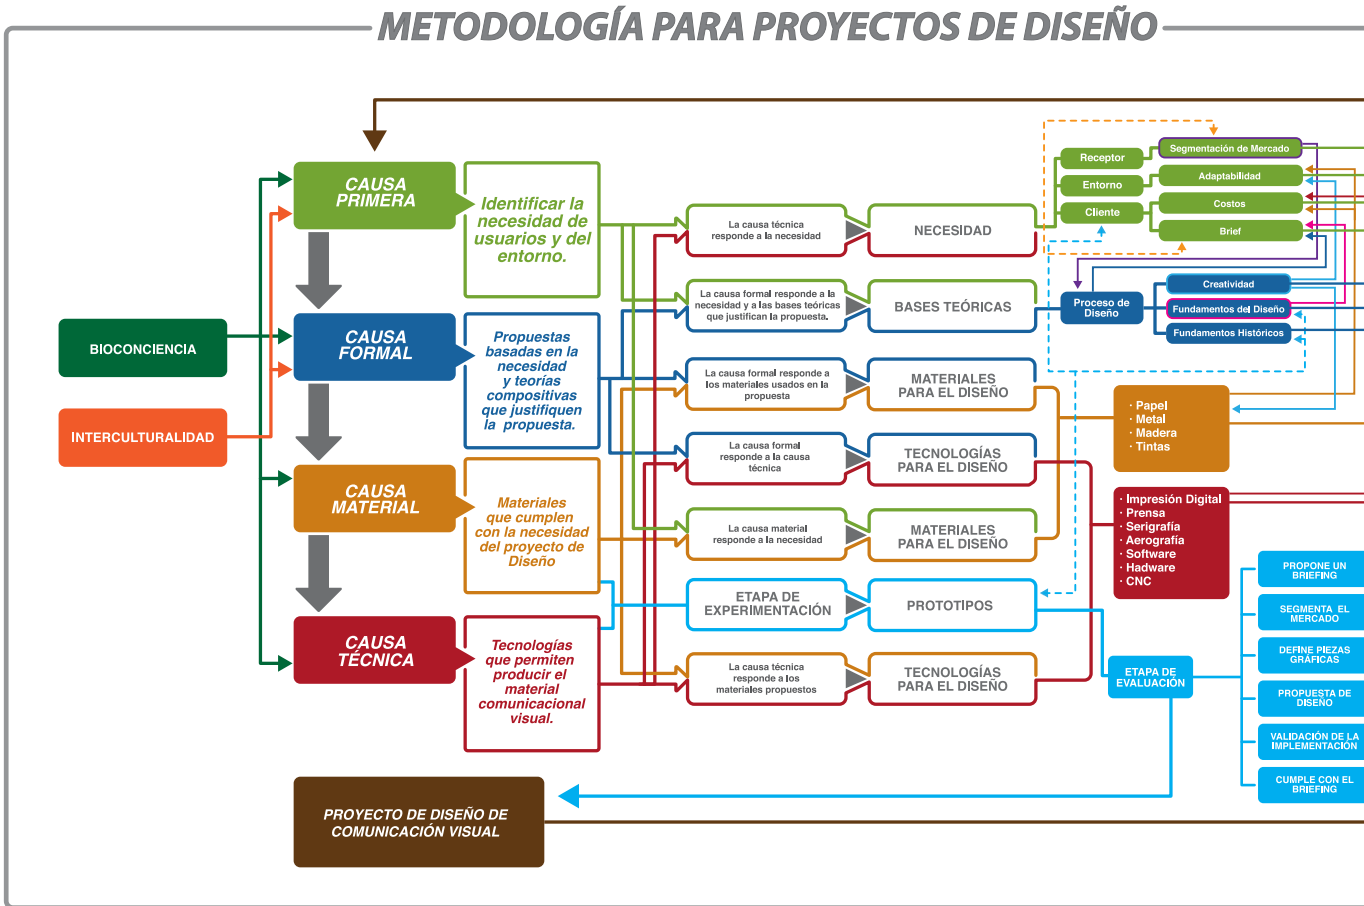 METODOLOGÍA PARA PROYECTOS DE DISEÑO
BIOCONCIENCIA
INTERCULTURALIDAD
CAUSA
PRIMERA
Identificar la
necesidad de
usuarios y del
entorno.
CAUSA
FORMAL
Propuestas
basadas en la
necesidad
y teorías
compositivas
que justifiquen
la propuesta.
CAUSA
MATERIAL
Materiales
que cumplen
con la necesidad
del proyecto de
Diseño
CAUSA
TÉCNICA
Tecnologías
que permiten
producir el
material
comunicacional
visual.
PROYECTO DE DISEÑO DE
COMUNICACIÓN VISUAL
La causa técnica
responde a la necesidad
NECESIDAD
La causa formal responde a la
necesidad y a las bases teóricas
que justifican la propuesta.
BASES TEÓRICAS
La causa formal responde a
los materiales usados en la
propuesta
MATERIALES
PARA EL DISEÑO
La causa formal
responde a la causa
técnica
TECNOLOGÍAS
PARA EL DISEÑO
La causa material
responde a la necesidad
MATERIALES
PARA EL DISEÑO
ETAPA DE
EXPERIMENTACIÓN
PROTOTIPOS
La causa técnica
responde a los
materiales propuestos
TECNOLOGÍAS
PARA EL DISEÑO
Receptor
Entorno
Cliente
Segmentación de Mercado
Adaptabilidad
Costos
Brief
Proceso de
Diseño
Creatividad
Fundamentos del Diseño
Fundamentos Históricos
· Papel
· Metal
· Madera
· Tintas
· Impresión Digital
· Prensa
· Serigrafía
· Aerografía
· Software
· Hadware
· CNC
ETAPA DE
EVALUACIÓN
PROPONE UN
BRIEFING
SEGMENTA EL
MERCADO
DEFINE PIEZAS
GRÁFICAS
PROPUESTA DE
DISEÑO
VALIDACIÓN DE LA
IMPLEMENTACIÓN
CUMPLE CON EL
BRIEFING